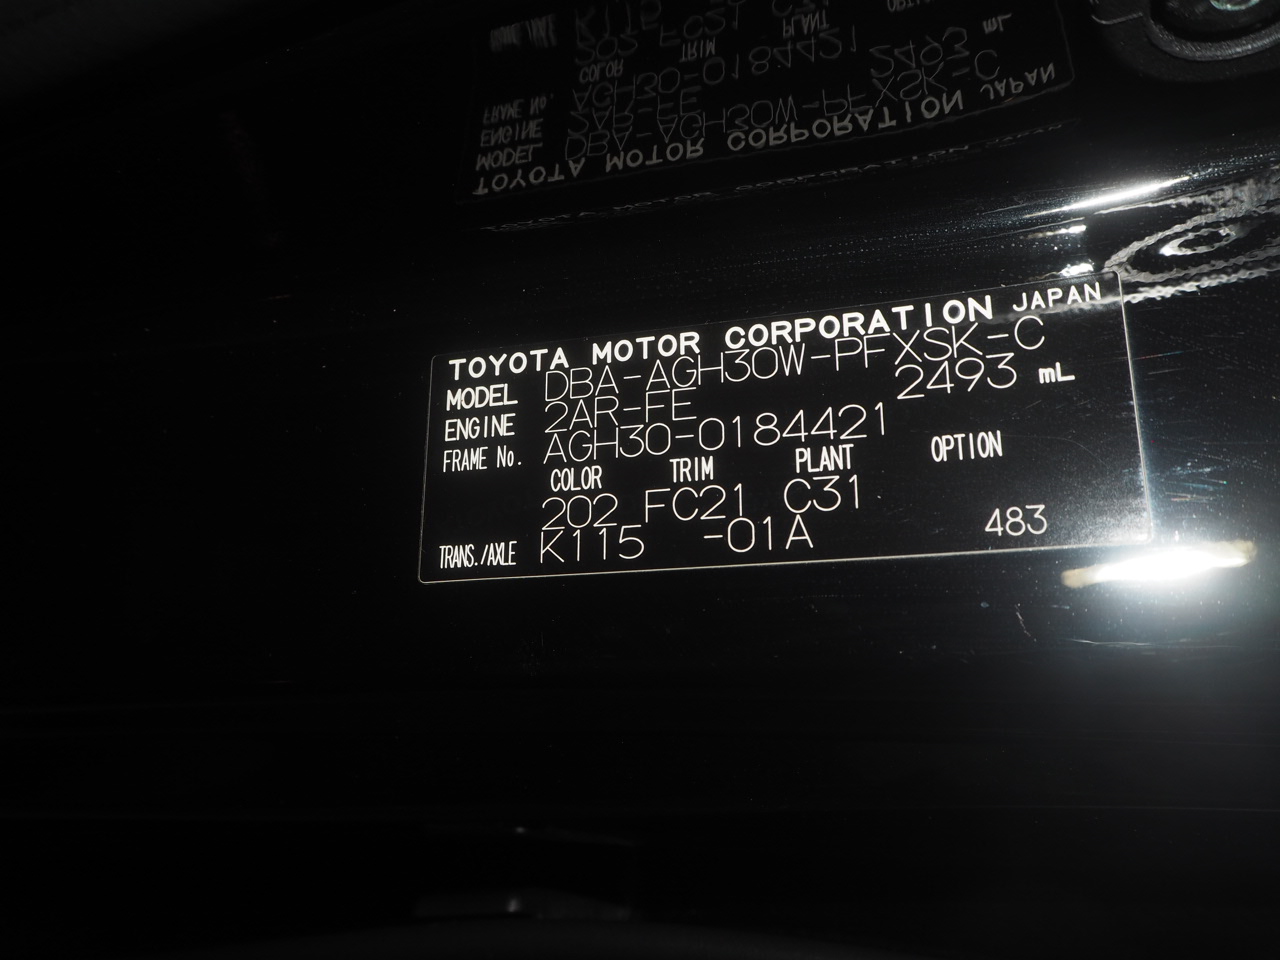 TOYOTA MOTOR CORPORATION JAPAN
MODEL DBA-AGH30W-PFXSK-C
ENGINE 2AR-FE 2493 mL
FRAME No. AGH30-0184421
COLOR TRIM PLANT OPTION
202 FC21 C31
TRANS./AXLE K115 -01A 483